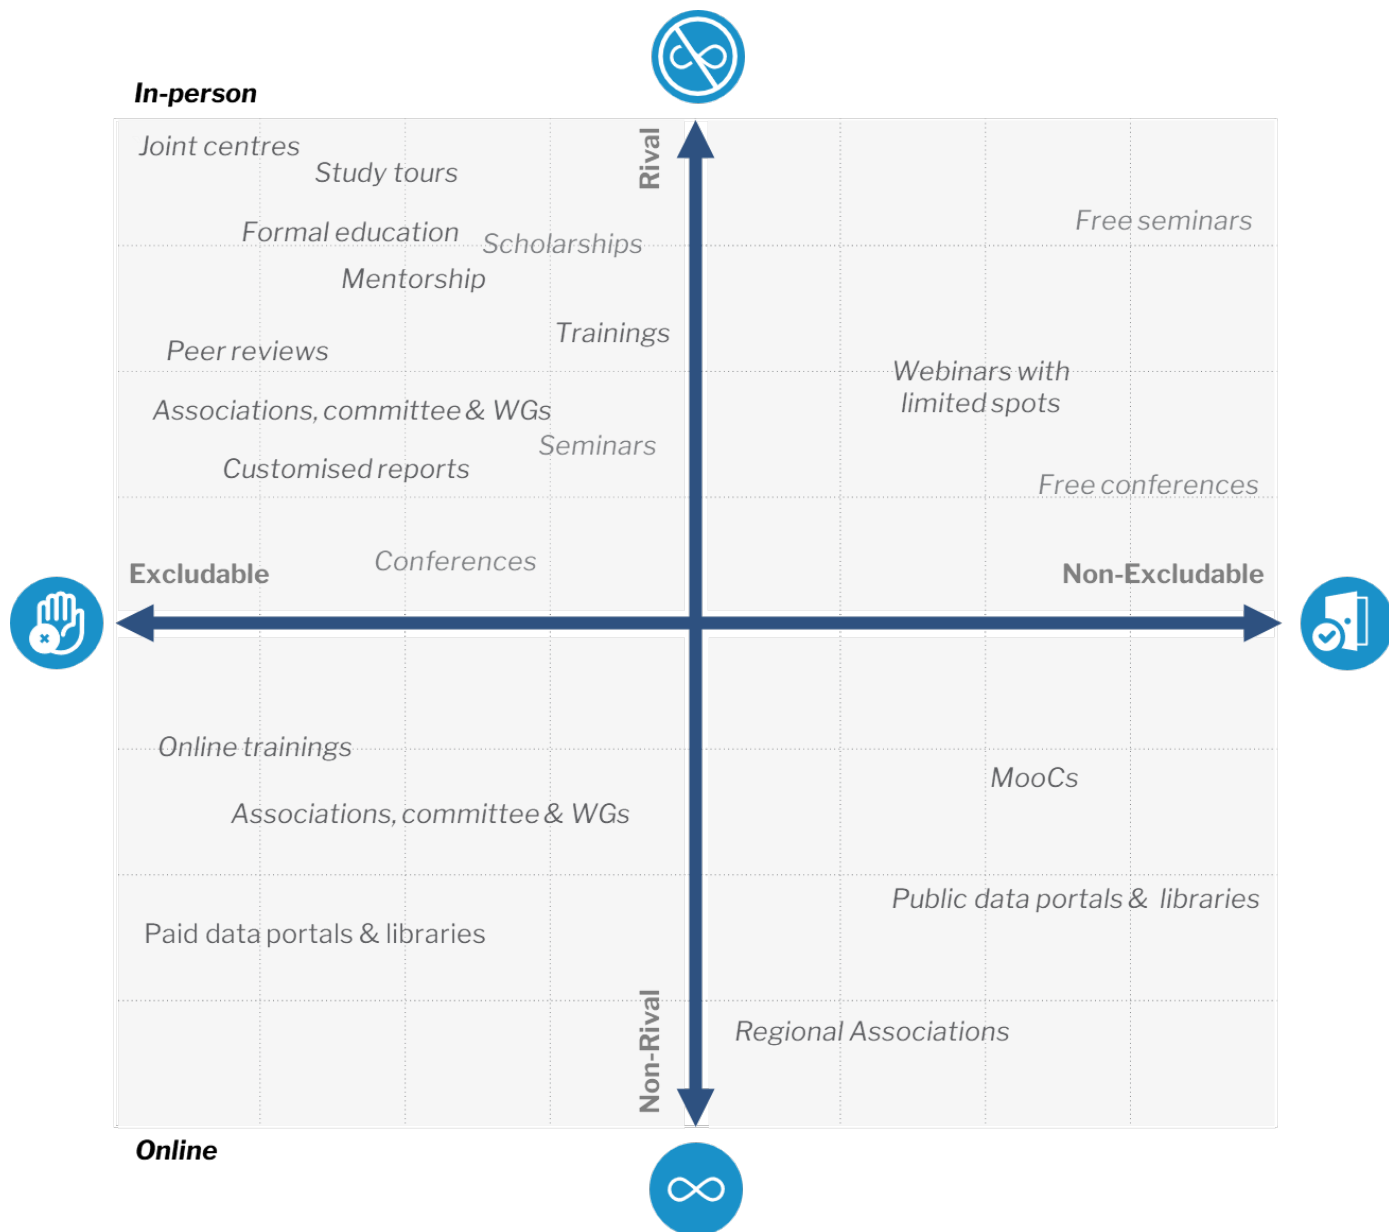 In-person
Rival
Joint centres
Study tours
Free seminars
Formal education
Scholarships
Mentorship
Trainings
Peer reviews
Webinars with
limited spots
Associations, committee & WGs
Seminars
Customised reports
Free conferences
Conferences
Excludable
Non-Excludable
Online trainings
MooCs
Associations, committee & WGs
Public data portals & libraries
Paid data portals & libraries
Non-Rival
Regional Associations
Online